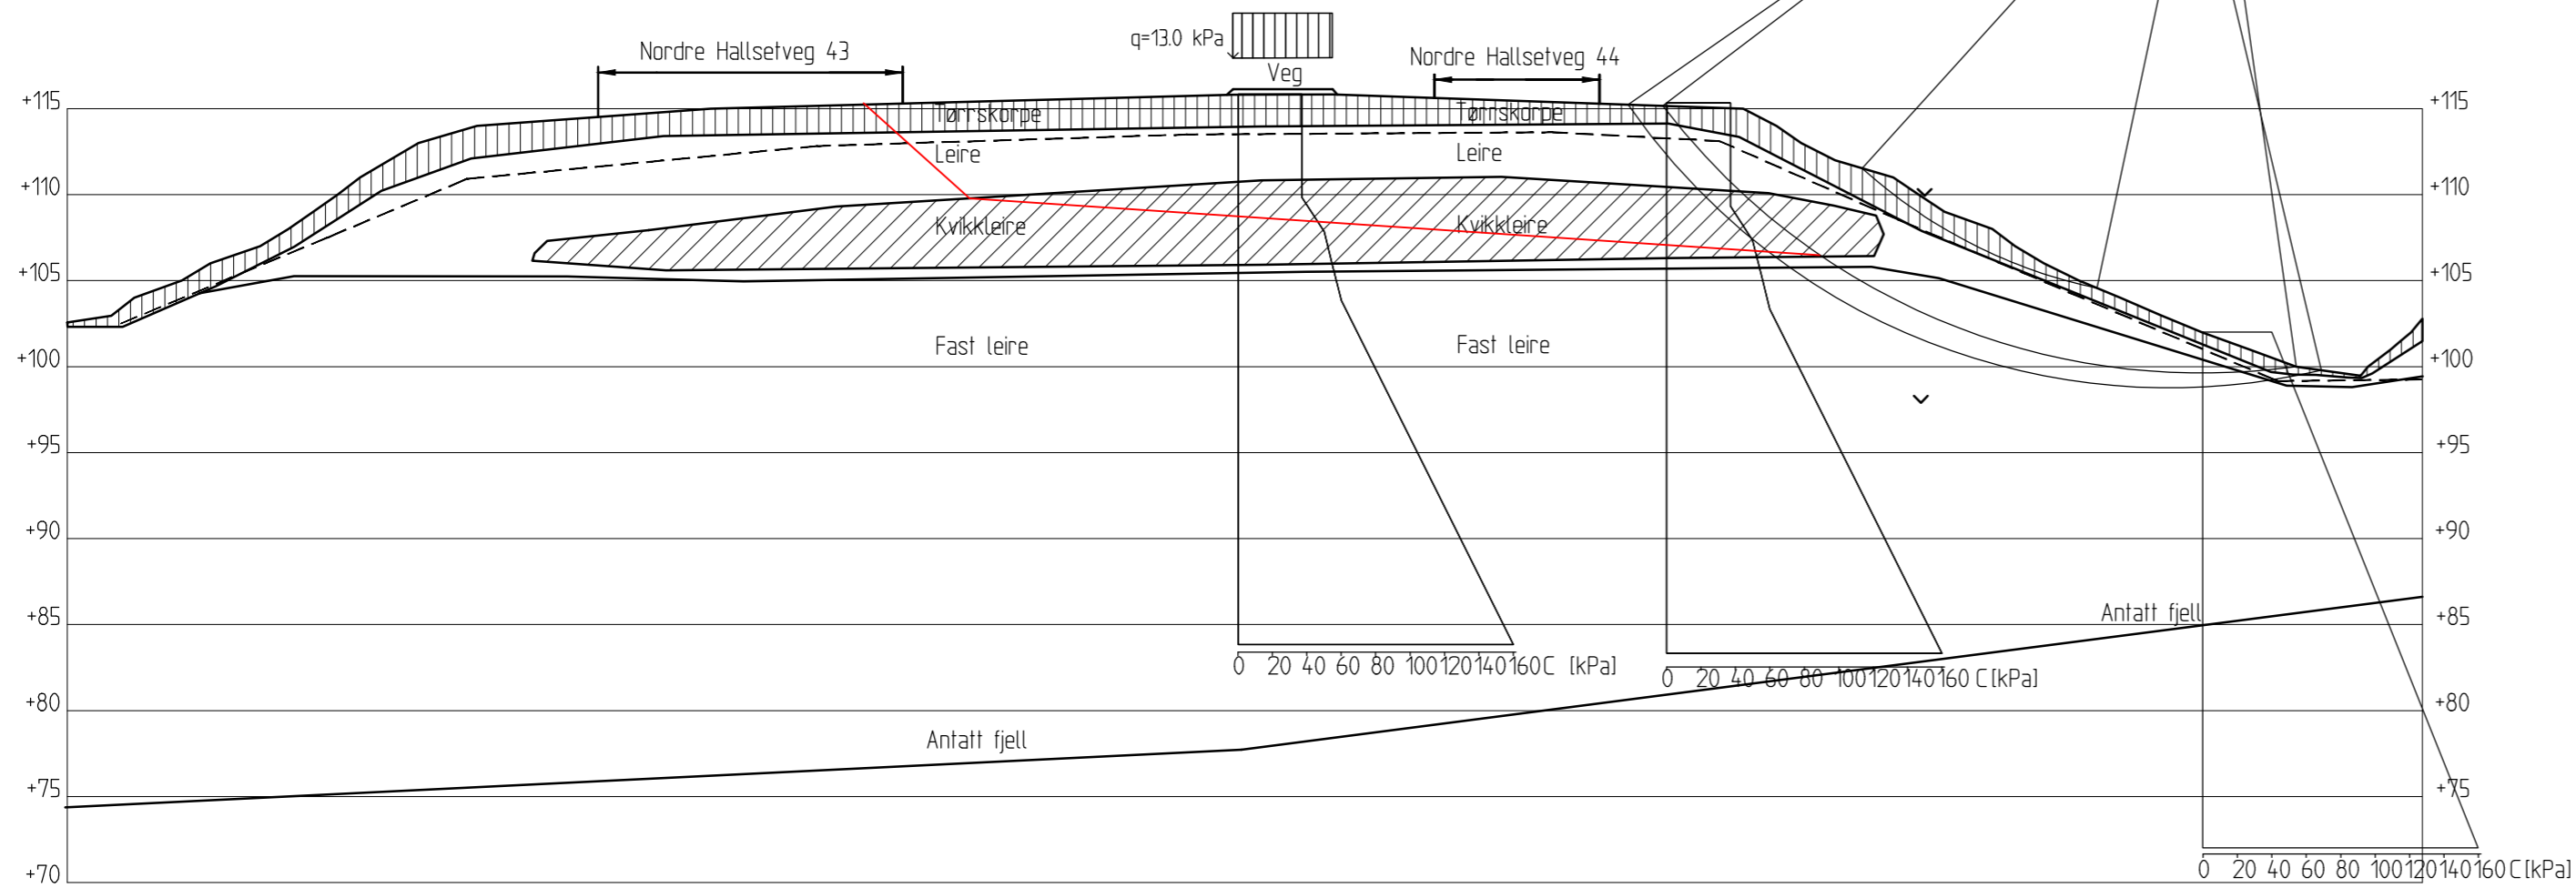 q=13.0 kPa
Nordre Hallsetveg 43
Nordre Hallsetveg 44
Veg
+115
+115
Tørrskorpe
Tørrskorpe
Leire
Leire
+110
+110
Kvikkleire
Kvikkleire
+105
+105
Fast leire
Fast leire
+100
+100
+95
+95
+90
+90
+85
Antatt fjell
+85
0 20 40 60 80 100 120 140 160 C [kPa]
0 20 40 60 80 100 120 140 160 C [kPa]
+80
+80
Antatt fjell
+75
+75
+70
0 20 40 60 80 100 120 140 160 C [kPa]